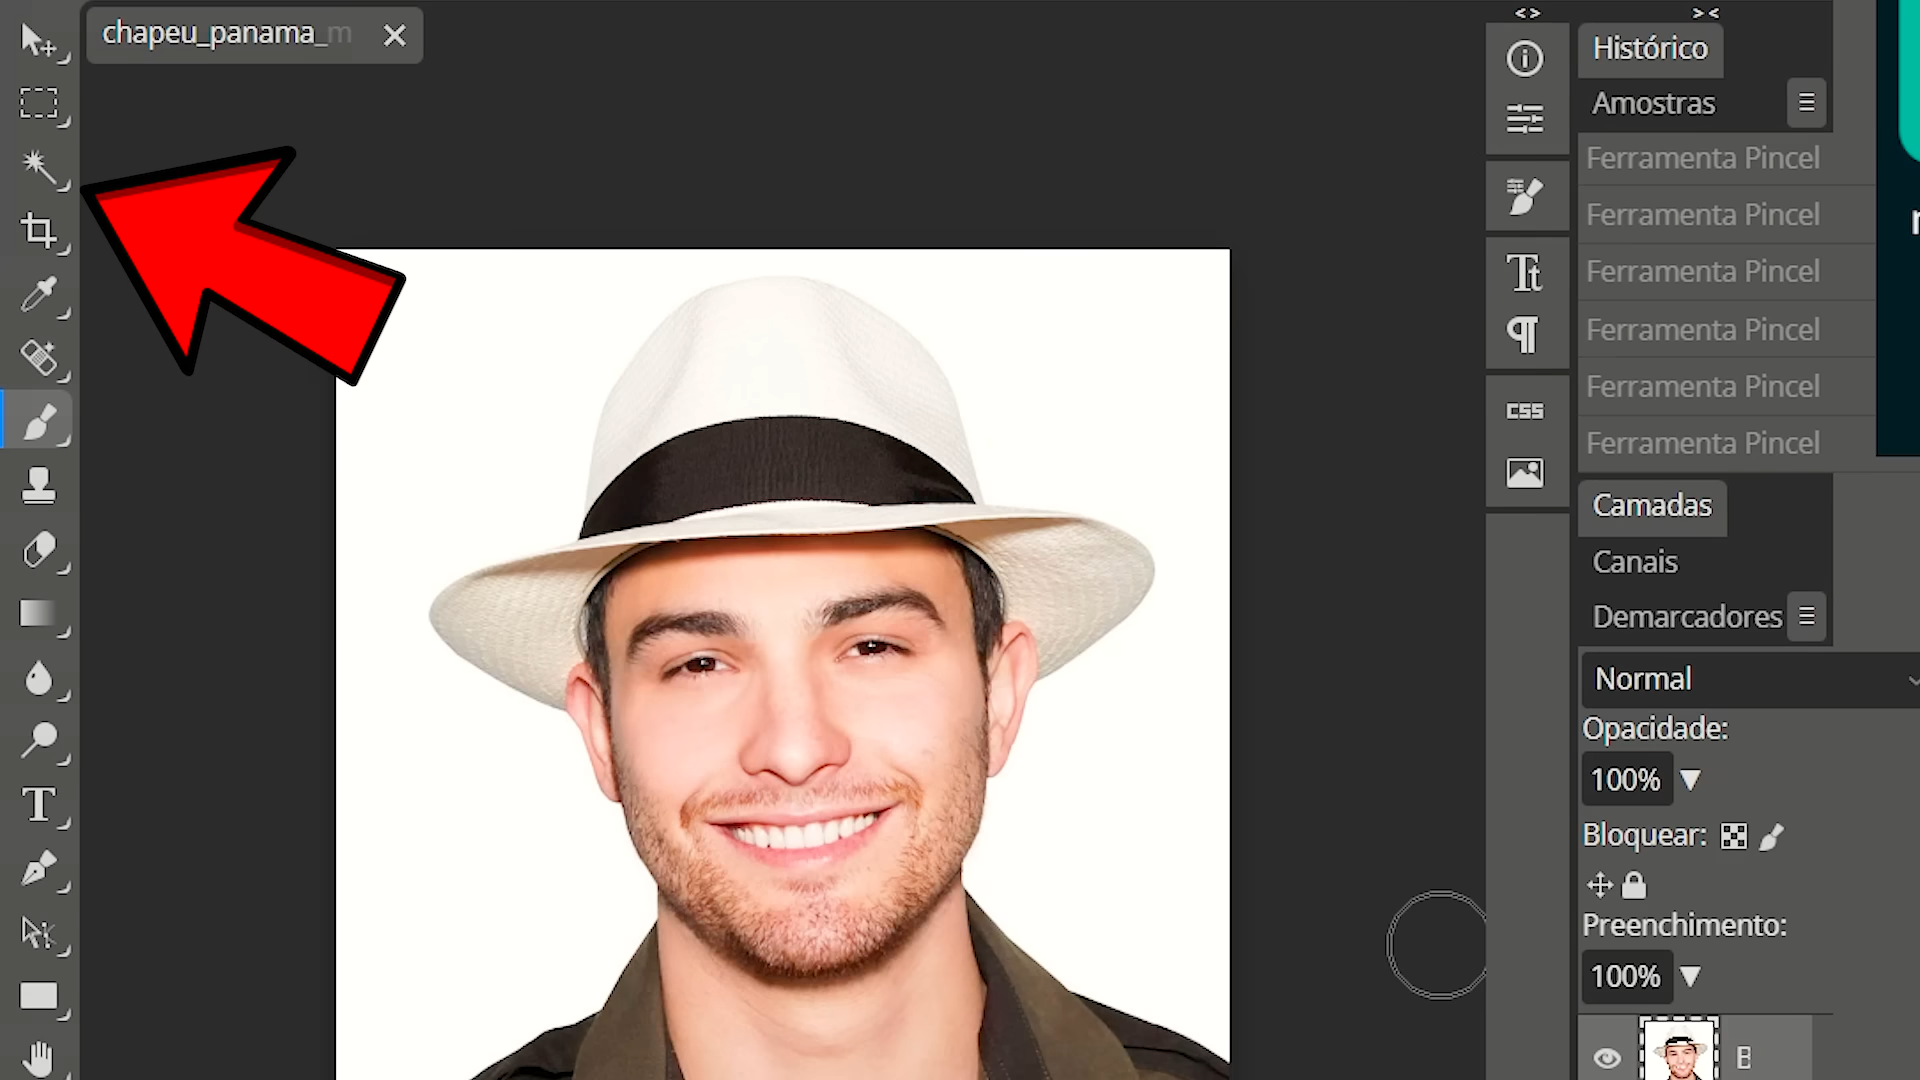 chapeu_panama_m
Histórico
Amostras
Ferramenta Pincel
Ferramenta Pincel
Ferramenta Pincel
Ferramenta Pincel
Ferramenta Pincel
Ferramenta Pincel
CSS
Camadas
Canais
Demarcadores
Normal
Opacidade:
100%
Bloquear:
Preenchimento:
100%